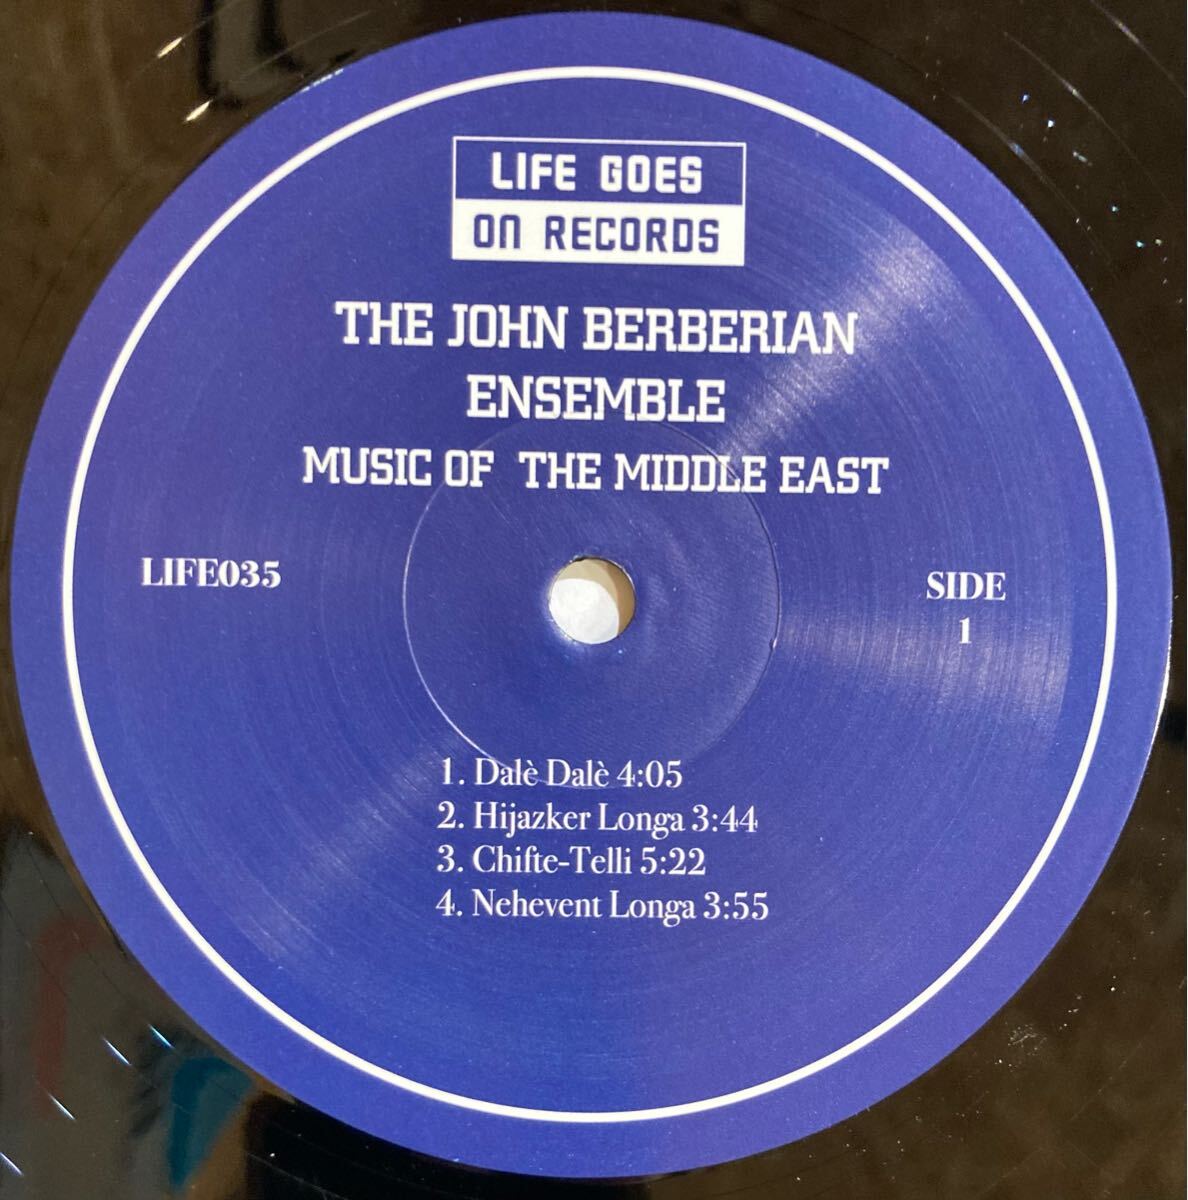 LIFE GOES
ON RECORDS
THE JOHN BERBERIAN
ENSEMBLE
MUSIC OF THE MIDDLE EAST
LIFE035
SIDE
1
1. Dalè Dalè 4:05
2. Hijazker Longa 3:44
3. Chifte-Telli 5:22
4. Nehevent Longa 3:55